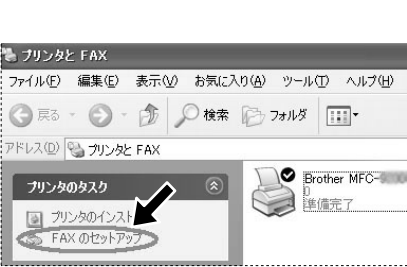 プリンタと FAX
ファイル(F) 編集(E) 表示(V) お気に入り(A) ツール(T) ヘルプ(H)
戻る 検索 フォルダ
アドレス(D) プリンタと FAX
プリンタのタスク
プリンタのインスト
FAX のセットアップ
Brother MFC-
0
準備完了